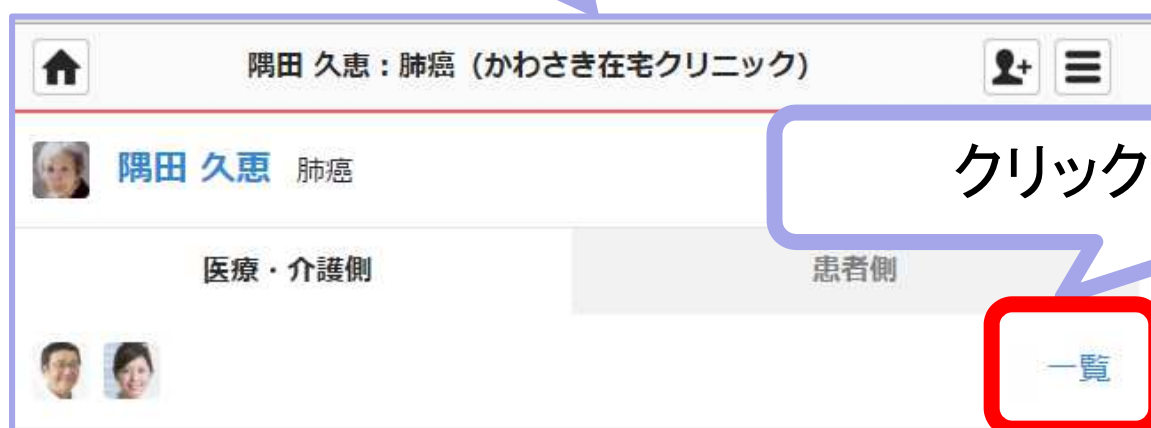 隅田 久恵：肺癌（かわさき在宅クリニック）
隅田 久恵 肺癌
クリック
医療・介護側 患者側
一覧